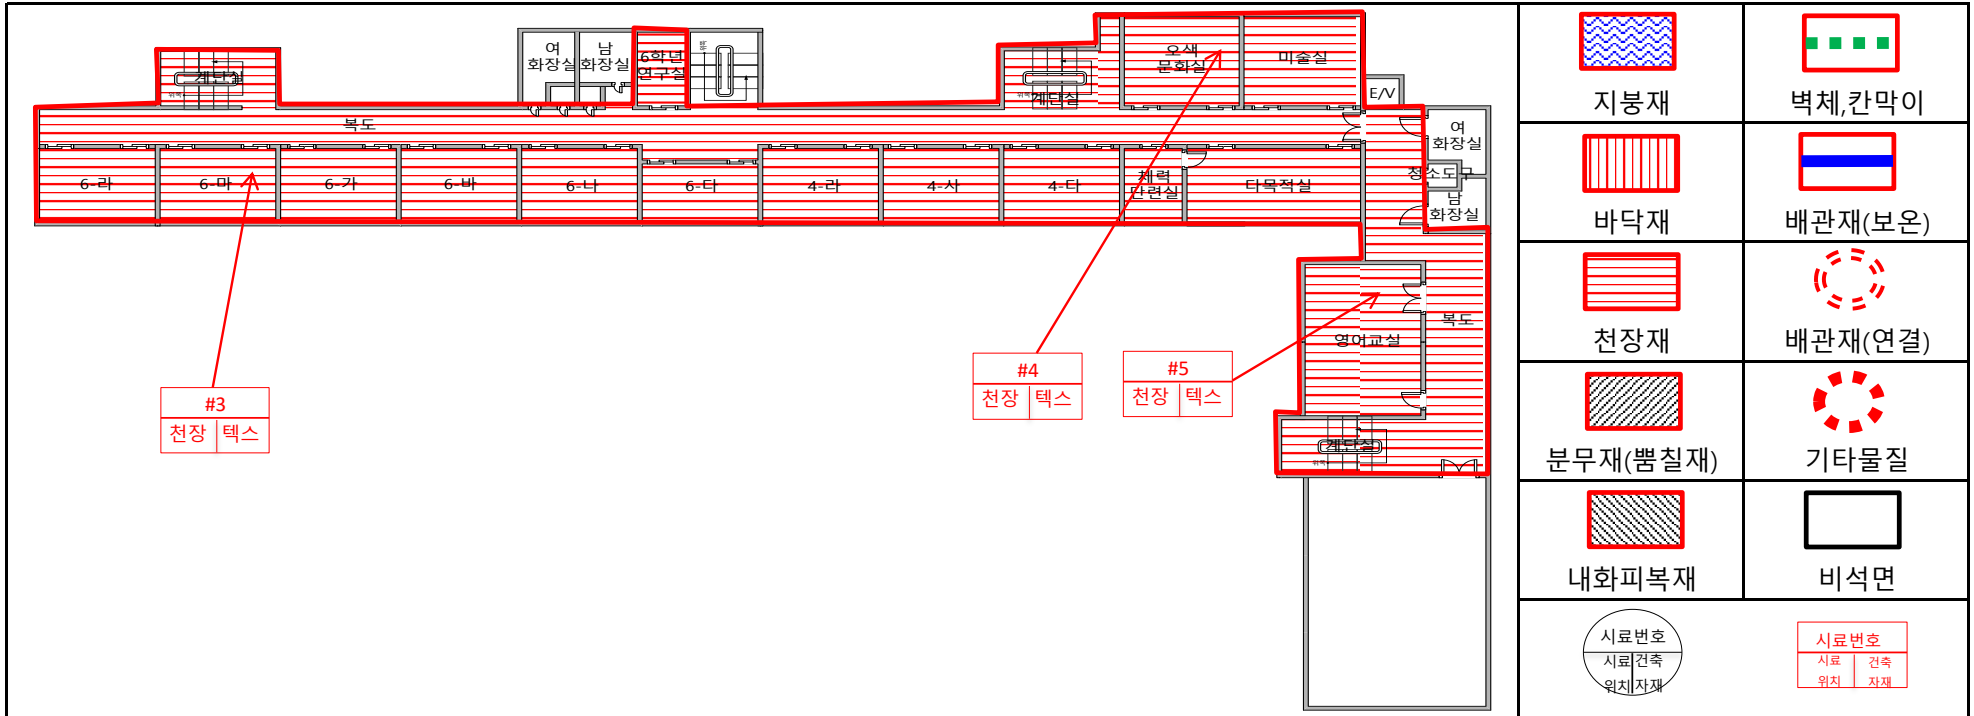 계단실
여
화장실
남
화장실
6학년
연구실
위쪽
계단실
오색
문화실
미술실
E/V
복도
여
화장실
청소도구
남
화장실
6-라
6-마
6-가
6-바
6-나
6-다
4-라
4-사
4-다
체력
단련실
다목적실
영어교실
복도
계단실
#3
천장 텍스
#4
천장 텍스
#5
천장 텍스
지붕재
벽체,칸막이
바닥재
배관재(보온)
천장재
배관재(연결)
분무재(뿜칠재)
기타물질
내화피복재
비석면
시료번호
시료 건축
위치 자재
시료번호
시료 건축
위치 자재